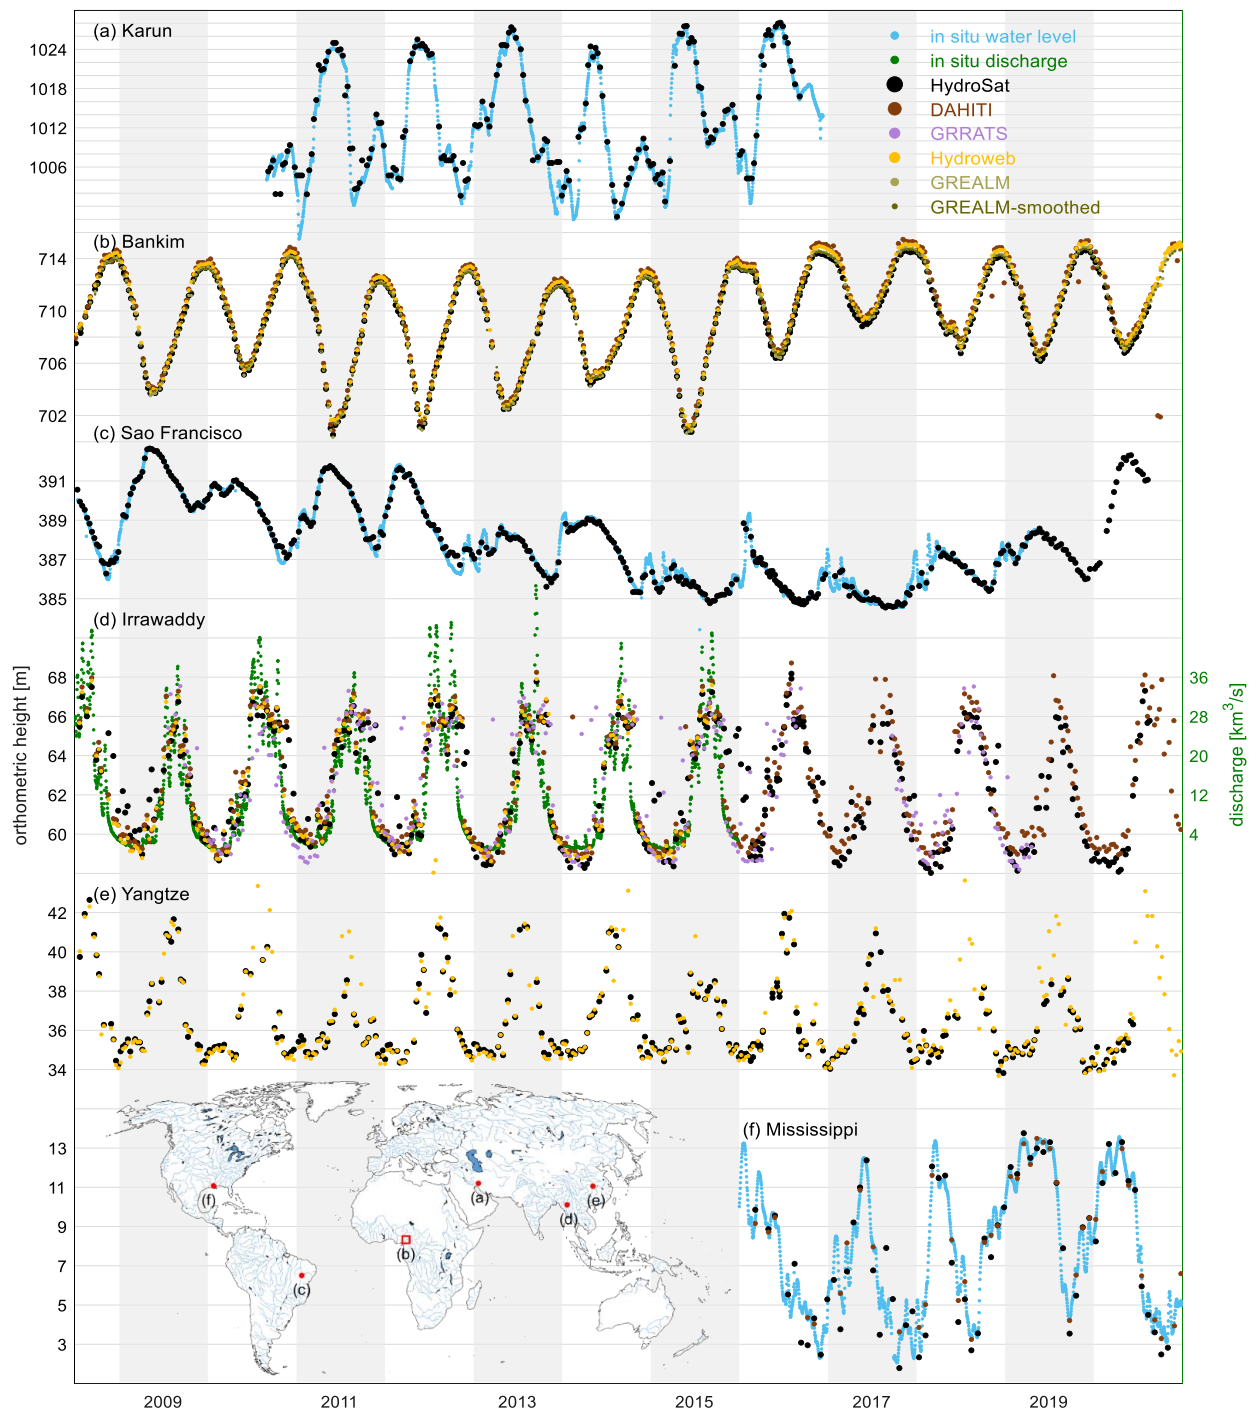 (a) Karun
1024
1018
1012
1006
in situ water level
in situ discharge
HydroSat
DAHITI
GRRATS
Hydroweb
GREALM
GREALM-smoothed
(b) Bankim
714
710
706
702
(c) Sao Francisco
391
389
387
385
(d) Irrawaddy
68
66
64
62
60
36
28
20
12
4
orthometric height [m]
discharge [km³/s]
(e) Yangtze
42
40
38
36
34
(f)
(a)
(e)
(d)
(b)
(c)
(f) Mississippi
13
11
9
7
5
3
2009
2011
2013
2015
2017
2019